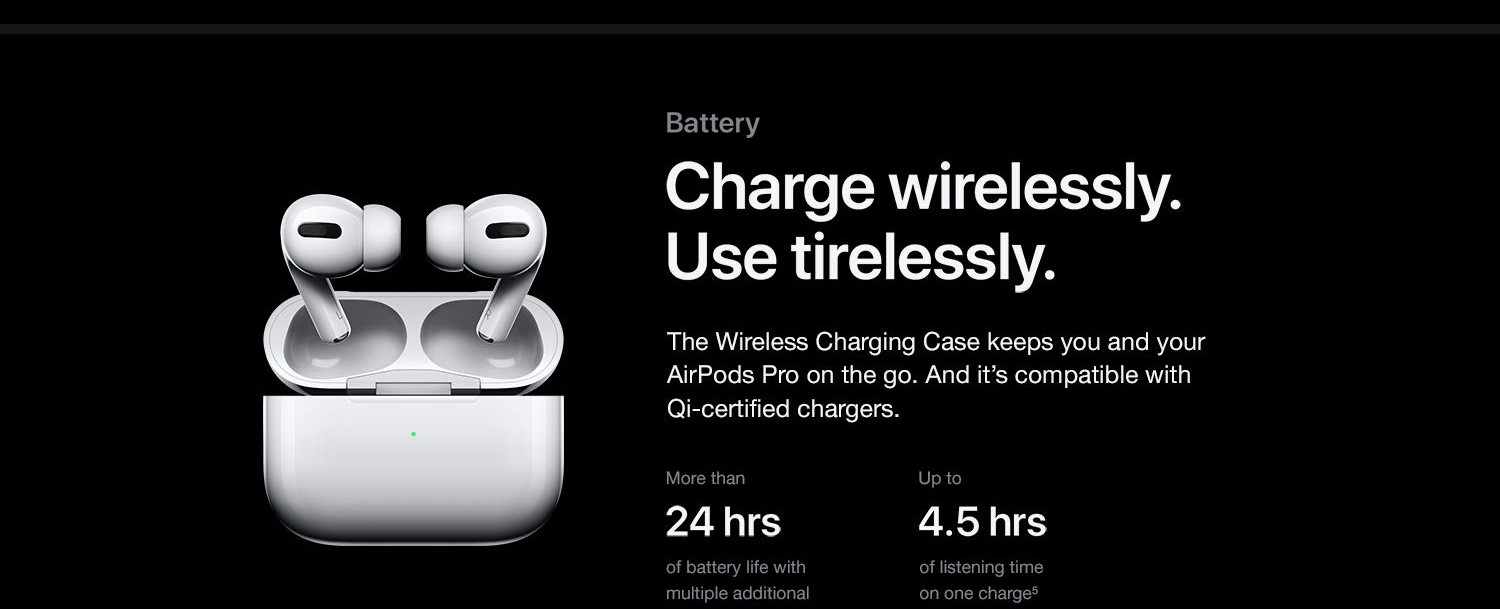 Battery
Charge wirelessly.
Use tirelessly.
The Wireless Charging Case keeps you and your
AirPods Pro on the go. And it’s compatible with
Qi-certified chargers.
More than
24 hrs
of battery life with
multiple additional
Up to
4.5 hrs
of listening time
on one charge⁵